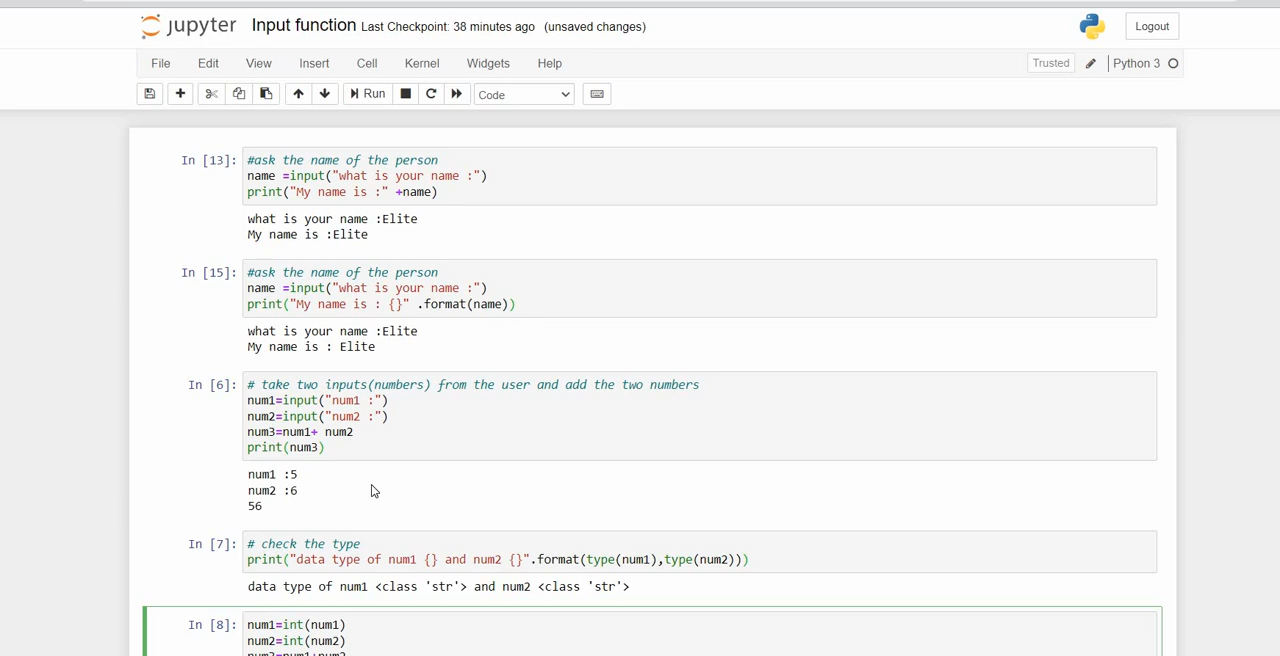 jupyter Input function Last Checkpoint: 38 minutes ago (unsaved changes) Logout
File Edit View Insert Cell Kernel Widgets Help Trusted Python 3
Run Code
In [13]: #ask the name of the person
name =input("what is your name :")
print("My name is :" +name)
what is your name :Elite
My name is :Elite
In [15]: #ask the name of the person
name =input("what is your name :")
print("My name is : {}" .format(name))
what is your name :Elite
My name is : Elite
In [6]: # take two inputs(numbers) from the user and add the two numbers
num1=input("num1 :")
num2=input("num2 :")
num3=num1+ num2
print(num3)
num1 :5
num2 :6
56
In [7]: # check the type
print("data type of num1 {} and num2 {}".format(type(num1),type(num2)))
data type of num1 <class 'str'> and num2 <class 'str'>
In [8]: num1=int(num1)
num2=int(num2)
num3=num1+num2